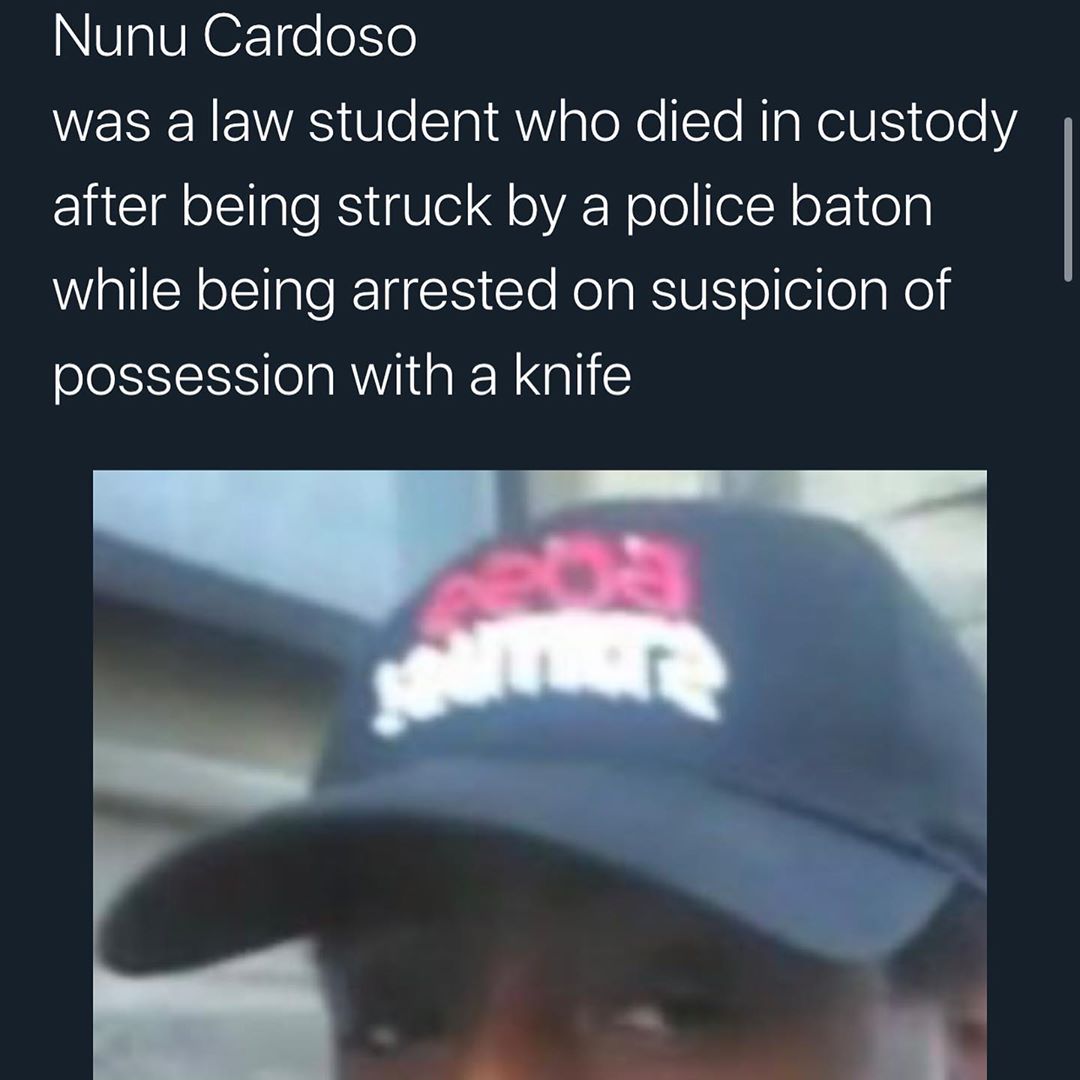 Nunu Cardoso
was a law student who died in custody
after being struck by a police baton
while being arrested on suspicion of
possession with a knife